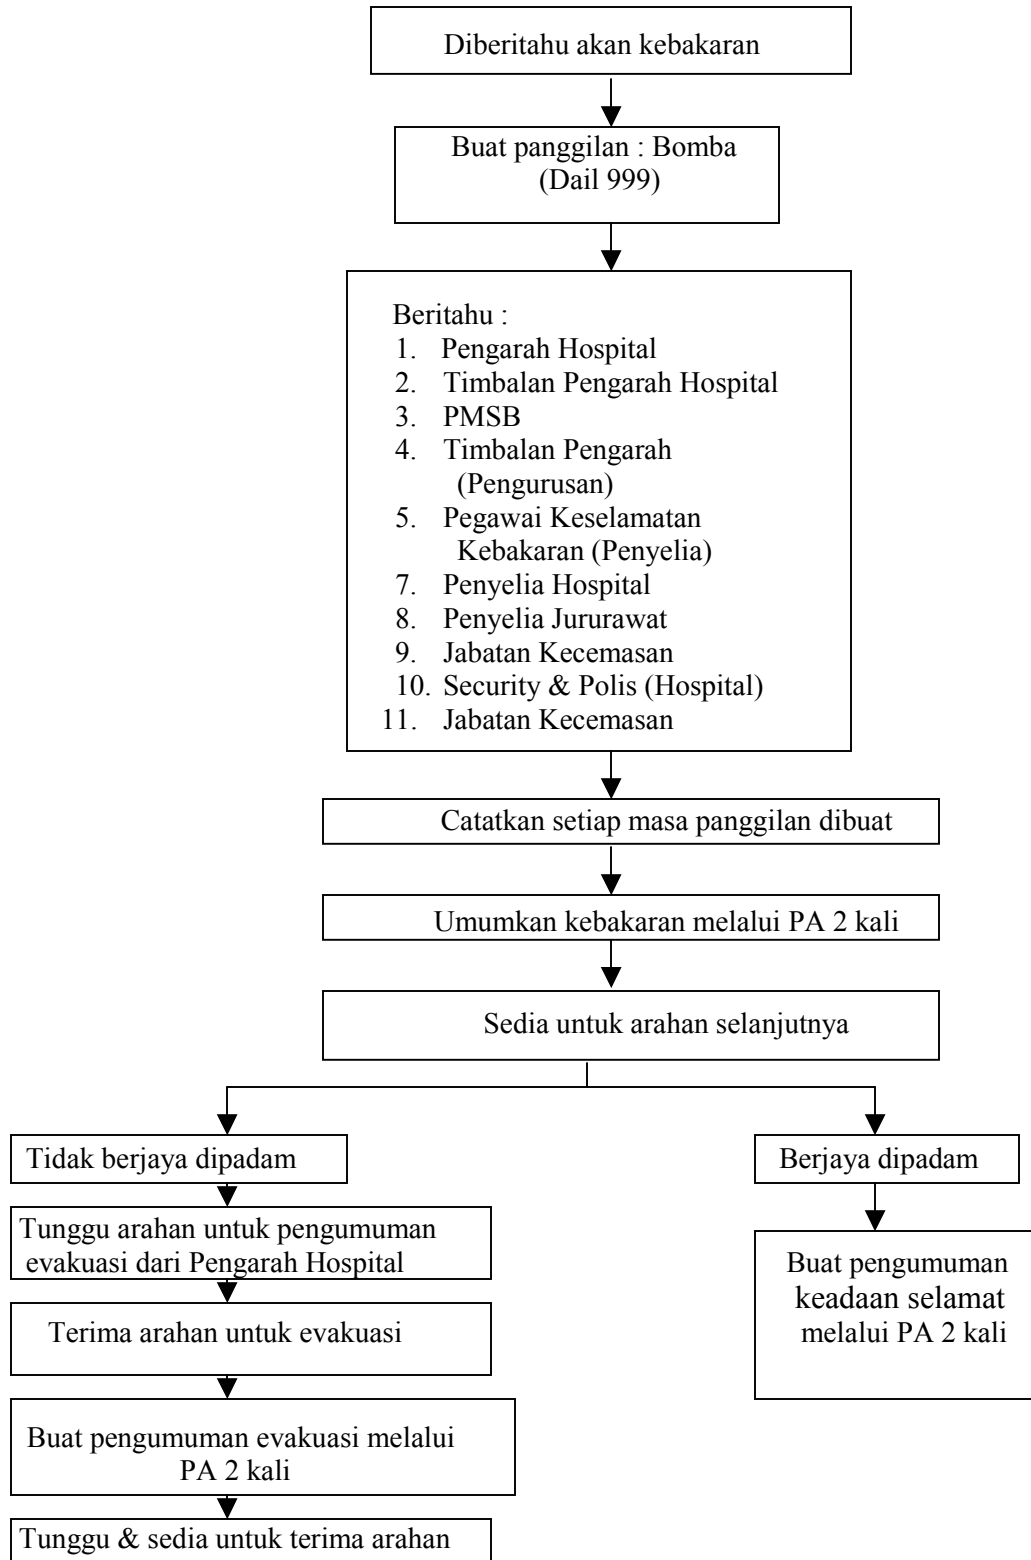 Diberitahu akan kebakaran
Buat panggilan : Bomba
(Dail 999)
Beritahu :
1. Pengarah Hospital
2. Timbalan Pengarah Hospital
3. PMSB
4. Timbalan Pengarah
(Pengurusan)
5. Pegawai Keselamatan
Kebakaran (Penyelia)
7. Penyelia Hospital
8. Penyelia Jururawat
9. Jabatan Kecemasan
10. Security & Polis (Hospital)
11. Jabatan Kecemasan
Catatkan setiap masa panggilan dibuat
Umumkan kebakaran melalui PA 2 kali
Sedia untuk arahan selanjutnya
Tidak berjaya dipadam
Tunggu arahan untuk pengumuman
evakuasi dari Pengarah Hospital
Terima arahan untuk evakuasi
Buat pengumuman evakuasi melalui
PA 2 kali
Tunggu & sedia untuk terima arahan
Berjaya dipadam
Buat pengumuman
keadaan selamat
melalui PA 2 kali